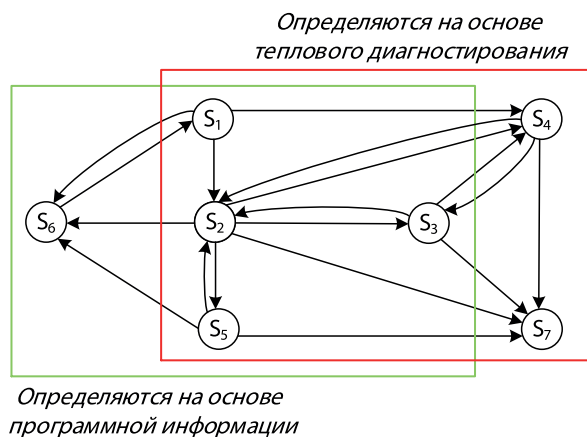 Определяются на основе
теплового диагностирования
S₁
S₄
S₆
S₂
S₃
S₅
S₇
Определяются на основе
программной информации